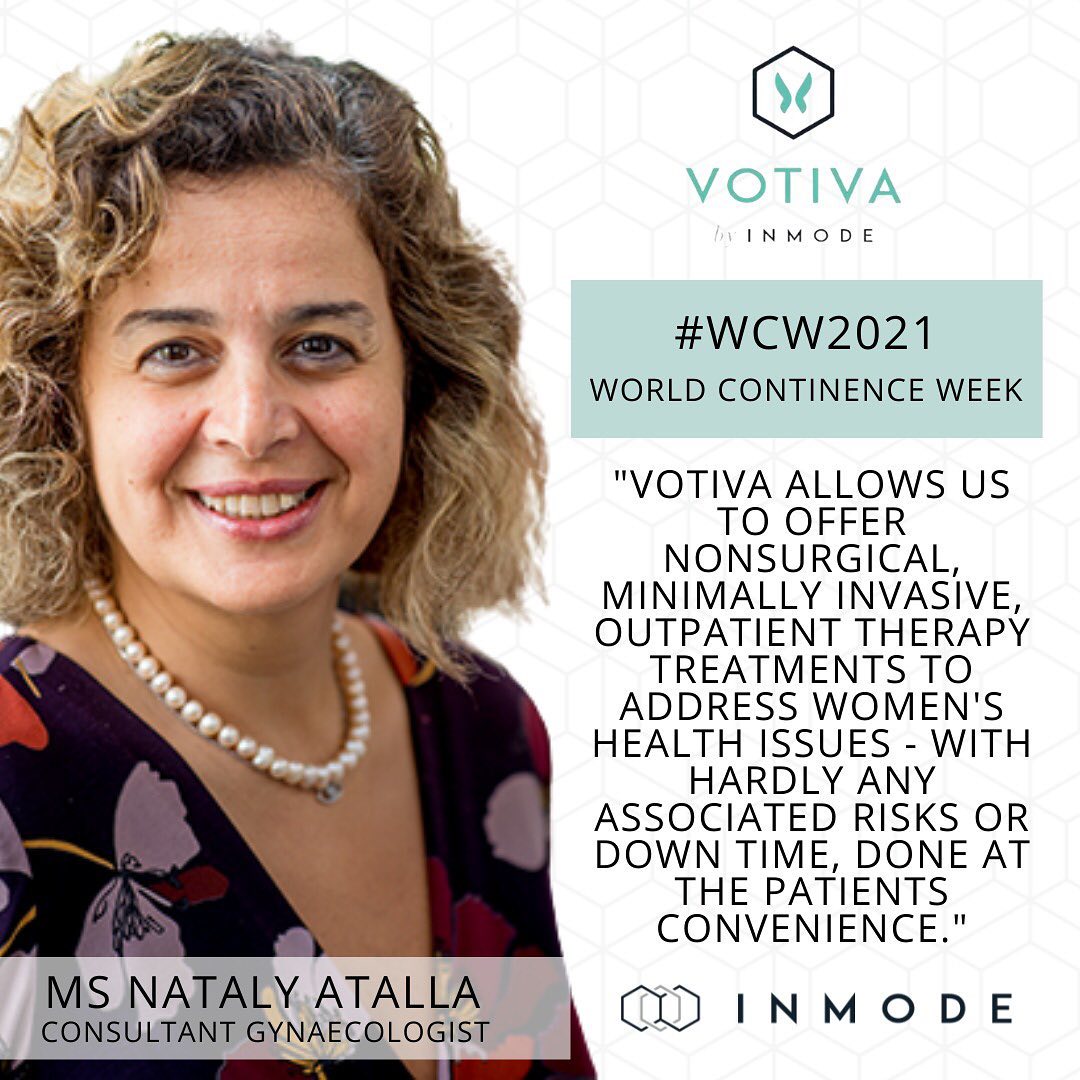 VOTIVA
by INMODE
#WCW2021
WORLD CONTINENCE WEEK
"VOTIVA ALLOWS US
TO OFFER
NONSURGICAL,
MINIMALLY INVASIVE,
OUTPATIENT THERAPY
TREATMENTS TO
ADDRESS WOMEN'S
HEALTH ISSUES - WITH
HARDLY ANY
ASSOCIATED RISKS OR
DOWN TIME, DONE AT
THE PATIENTS
CONVENIENCE."
MS NATALY ATALLA
CONSULTANT GYNAECOLOGIST
INMODE